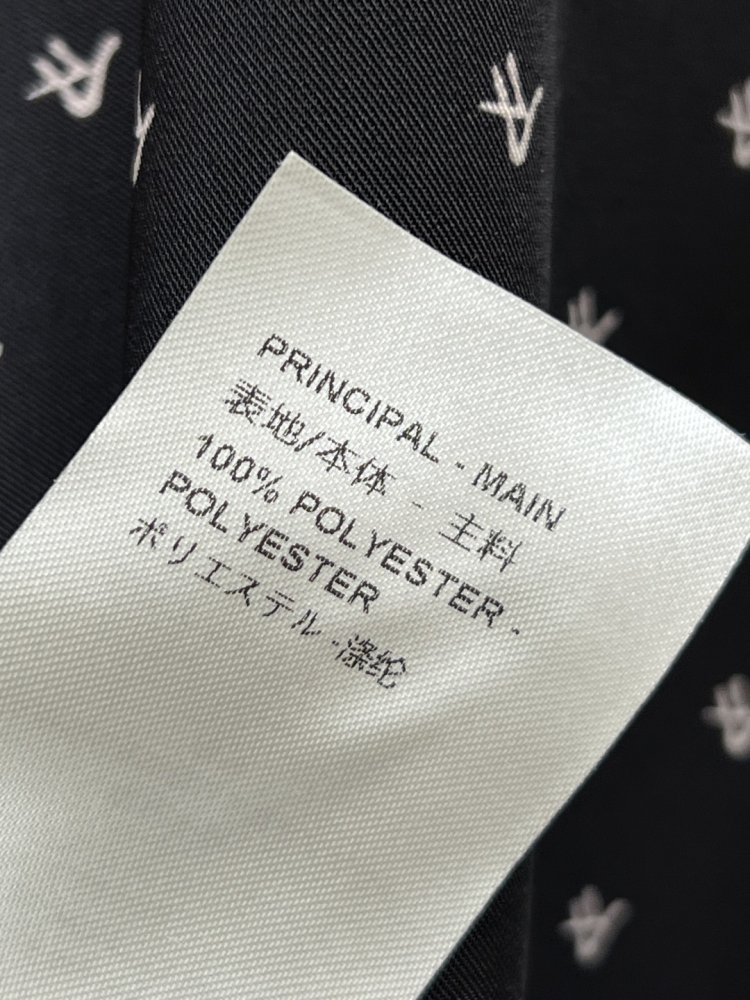 PRINCIPAL - MAIN
表地/本体 - 主料
100% POLYESTER -
POLYESTER
ポリエステル -涤纶